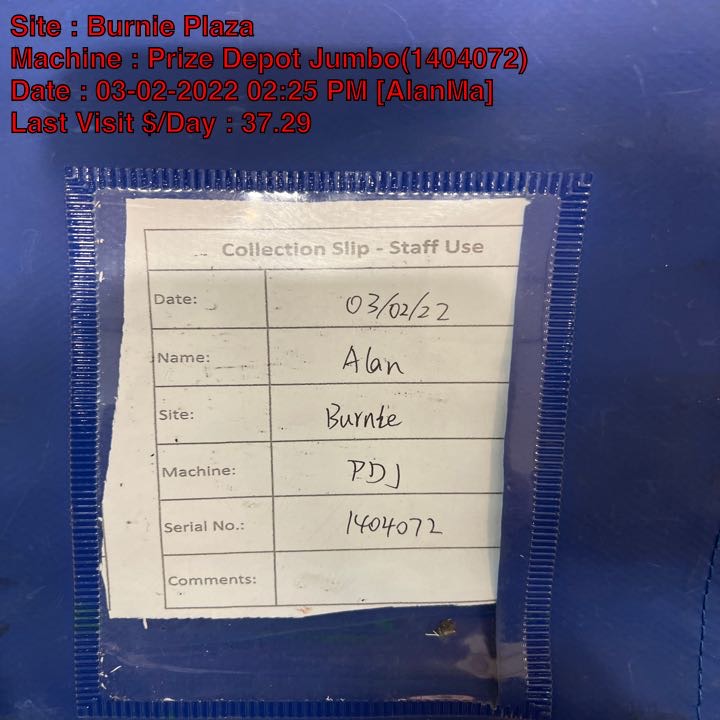 Site : Burnie Plaza
Machine : Prize Depot Jumbo(1404072)
Date : 03-02-2022 02:25 PM [AlanMa]
Last Visit $/Day : 37.29
Collection Slip - Staff Use
Date: 03/02/22
Name: Alan
Site: Burnie
Machine: PDJ
Serial No.: 1404072
Comments: